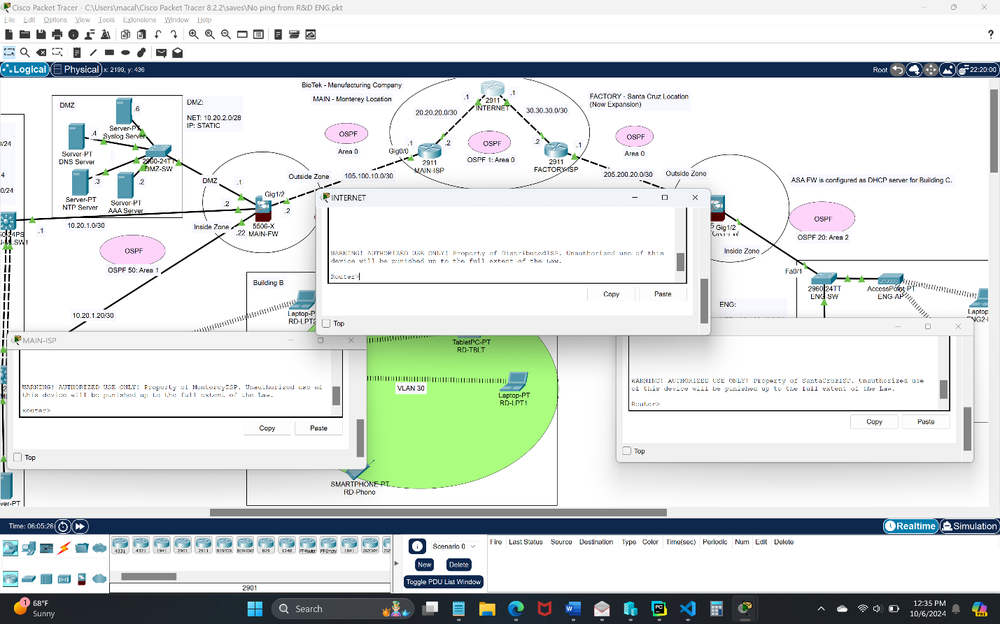 Cisco Packet Tracer - C:\Users\macal\Cisco Packet Tracer 8.2.2\saves\No ping from R&D ENG.pkt
File Edit Options View Tools Extensions Window Help
Logical Physical x: 2199, y: 436
Root 22:20:00
BioTek - Manufacturing Company
MAIN - Monterey Location
FACTORY - Santa Cruz Location
(New Expansion)
DMZ
DMZ:
NET: 10.20.2.0/28
IP: STATIC
.6
Server-PT
Syslog Server
.4
Server-PT
DNS Server
2960-24TT
DMZ-SW
.3
Server-PT
NTP Server
.2
Server-PT
AAA Server
.1
2911
INTERNET
.1
20.20.20.0/30
30.30.30.0/30
OSPF
Area 0
OSPF
OSPF 1: Area 0
OSPF
Area 0
Gig0/0
.1
.2
2911
MAIN-ISP
.2
.1
2911
FACTORY-ISP
Outside Zone
105.100.10.0/30
205.200.20.0/30
Outside Zone
ASA FW is configured as DHCP server for Building C.
DMZ
.1
Gig1/2
.2
.2
Inside Zone
.22
5506-X
MAIN-FW
/24
4
0/24
.1
10.20.1.0/30
OSPF
OSPF 50: Area 1
10.20.1.20/30
Gig1/2
Inside Zone
OSPF
OSPF 20: Area 2
Fa0/1
2960-24TT
ENG-SW
AccessPoint-PT
ENG-AP
ENG:
Building B
INTERNET
WARNING! AUTHORIZED USE ONLY! Property of DistributedISP. Unauthorized use of this
device will be punished up to the full extent of the Law.
Router>
Copy Paste
Top
MAIN-ISP
WARNING! AUTHORIZED USE ONLY! Property of MontereyISP. Unauthorized use of
this device will be punished up to the full extent of the Law.
Router>
Copy Paste
Top
WARNING! AUTHORIZED USE ONLY! Property of SantaCruzISP. Unauthorized use
of this device will be punished up to the full extent of the Law.
Router>
Copy Paste
Top
TabletPC-PT
RD-TBLT
VLAN 30
Laptop-PT
RD-LPT1
SMARTPHONE-PT
RD-Phone
Time: 06:05:26
Realtime Simulation
4331 4321 1941 2901 2911 819IOX 819HGW 829 1240 PT-Router PT-Empty 1841 2620XM
2901
Scenario 0
New Delete
Toggle PDU List Window
Fire Last Status Source Destination Type Color Time(sec) Periodic Num Edit Delete
1
68°F
Sunny
Search
12:35 PM
10/6/2024